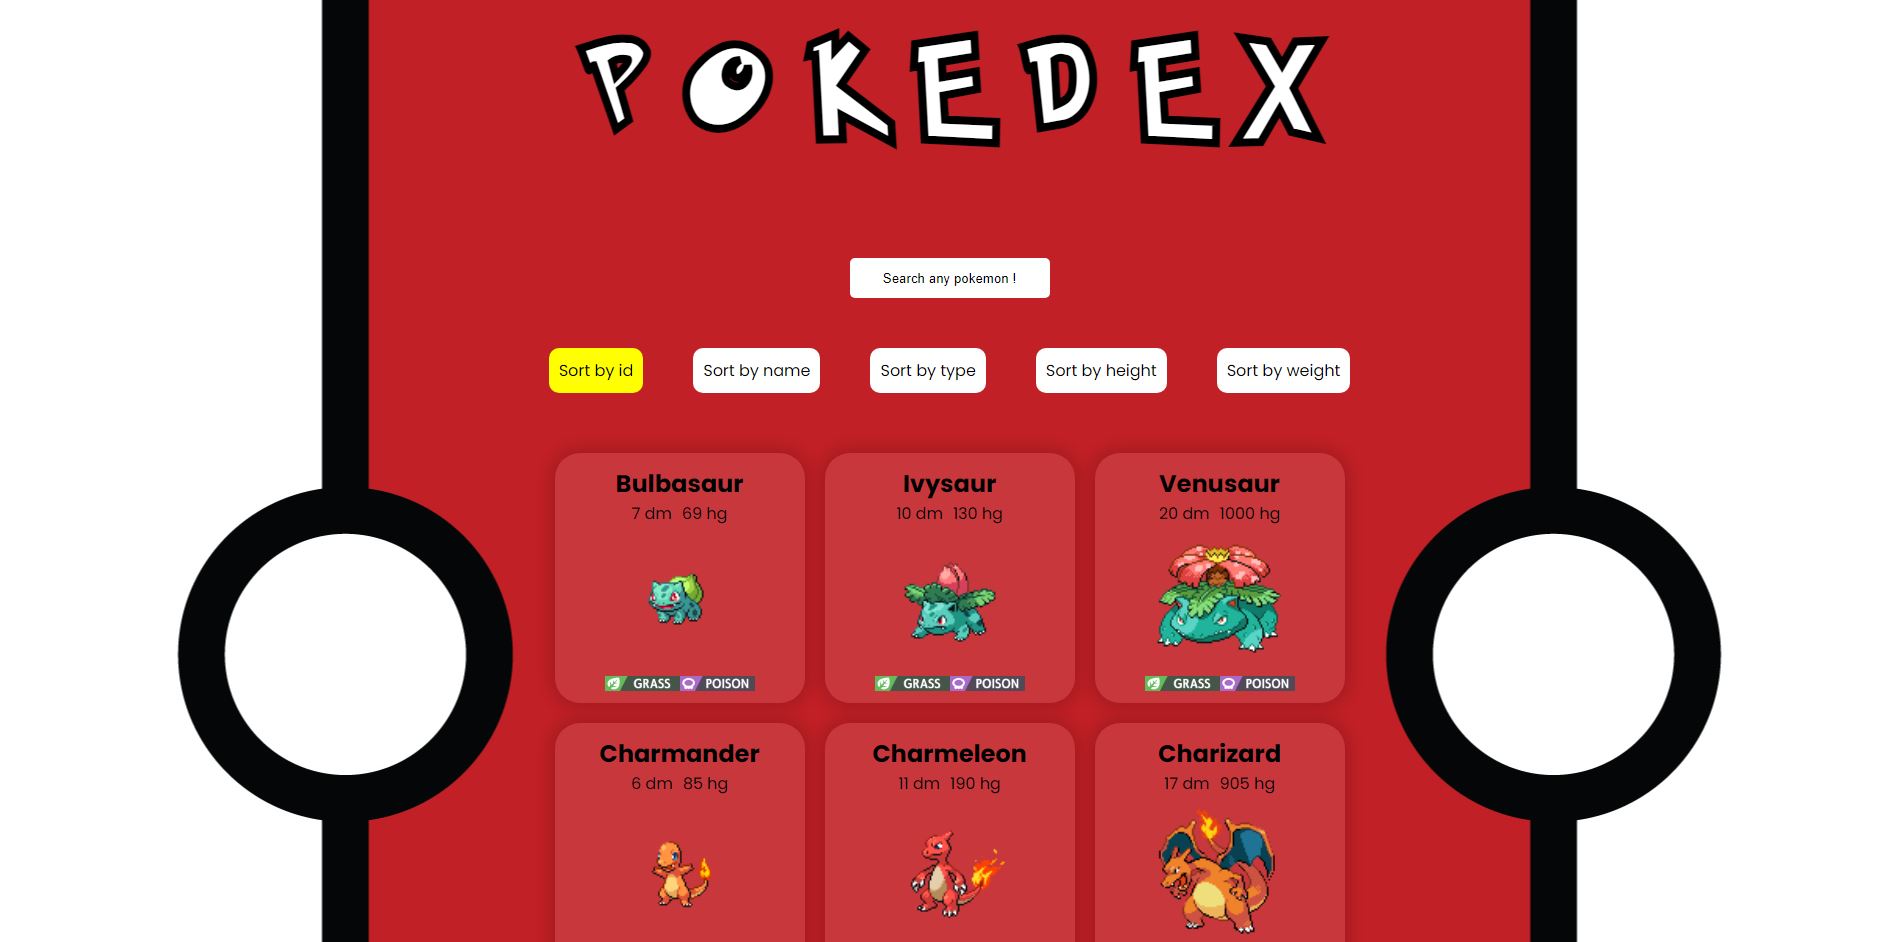 POKEDEX
Search any pokemon !
Sort by id Sort by name Sort by type Sort by height Sort by weight
Bulbasaur Ivysaur Venusaur
7 dm 69 hg 10 dm 130 hg 20 dm 1000 hg
GRASS POISON GRASS POISON GRASS POISON
Charmander Charmeleon Charizard
6 dm 85 hg 11 dm 190 hg 17 dm 905 hg